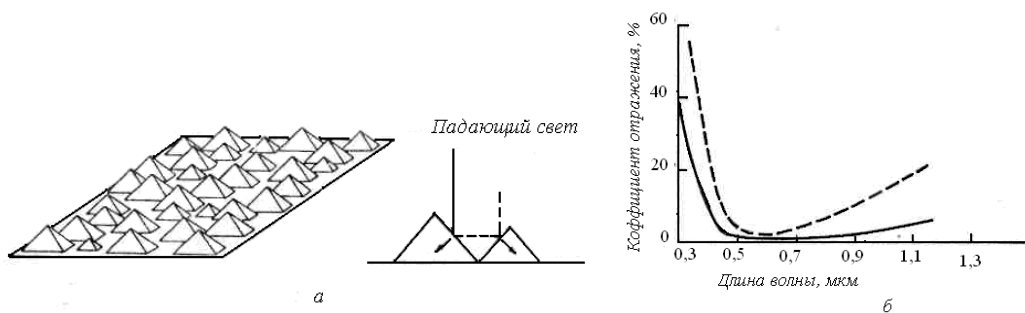 Падающий свет
а
Коффициент отражения, %
60
40
20
0
0,3
0,5
0,7
0,9
1,1
1,3
Длина волны, мкм
б